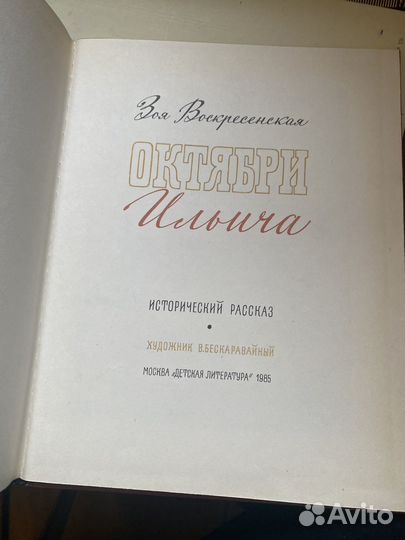 Зоя Воскресенская
ОКТЯБРИ
Ильича
ИСТОРИЧЕСКИЙ РАССКАЗ
ХУДОЖНИК В.БЕСКАРАВАЙНЫЙ
МОСКВА „ДЕТСКАЯ ЛИТЕРАТУРА" 1985
Avito